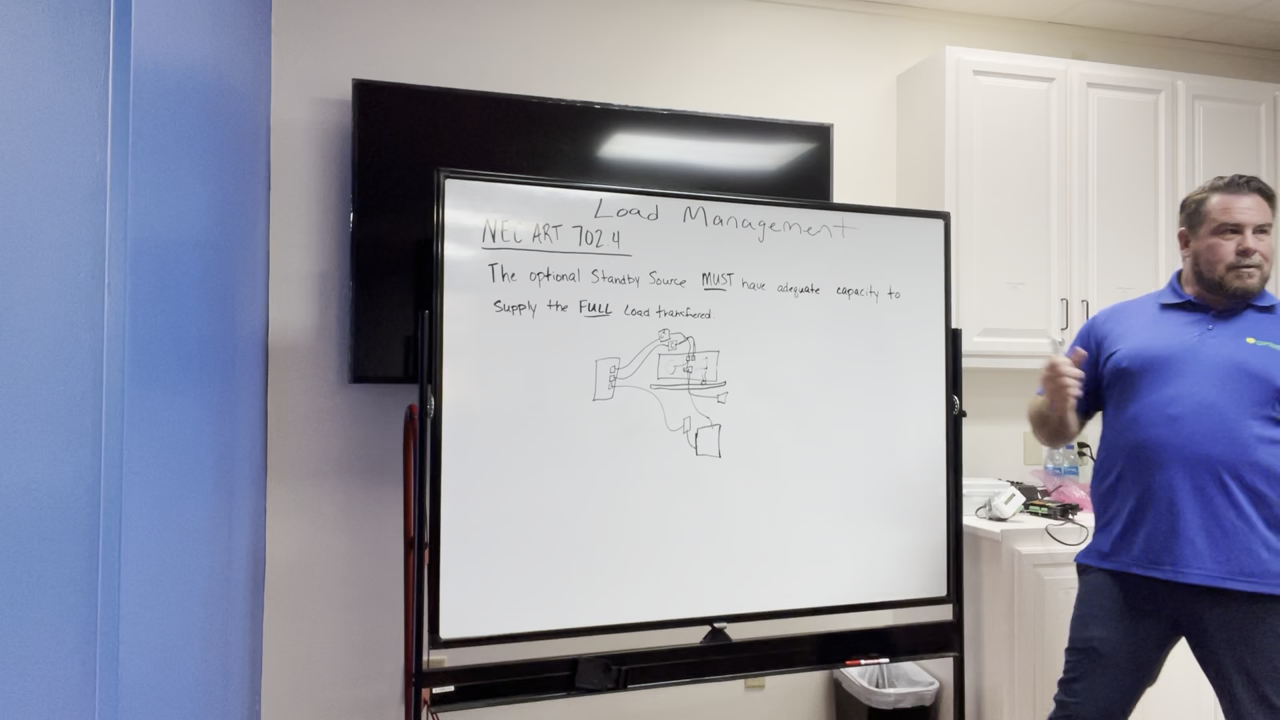 Load Management
NEC ART 702.4
The optional Standby Source MUST have adequate capacity to
Supply the FULL Load transfered.